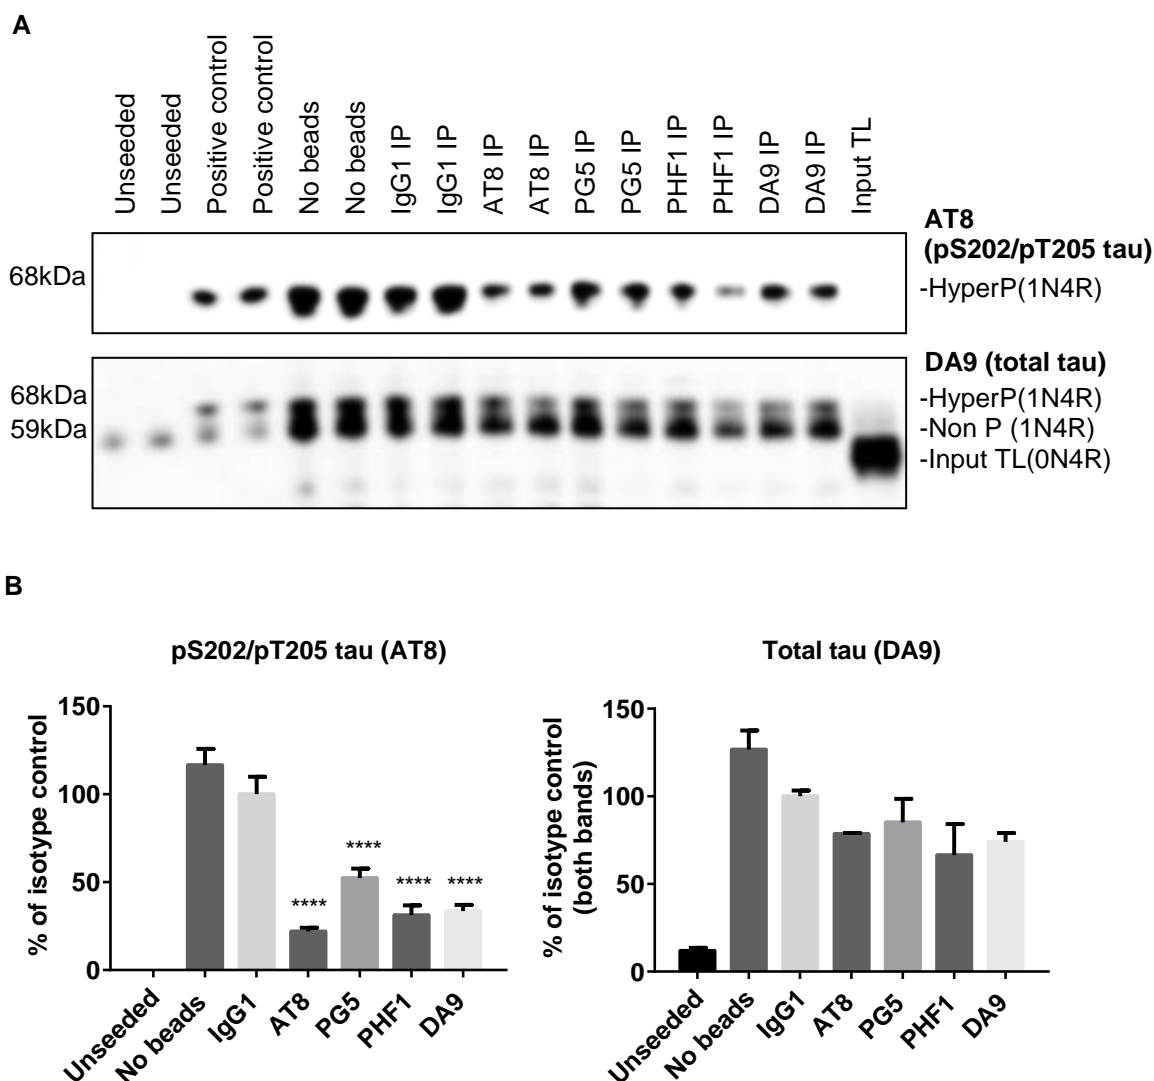 A
Unseeded
Unseeded
Positive control
Positive control
No beads
No beads
IgG1 IP
IgG1 IP
AT8 IP
AT8 IP
PG5 IP
PG5 IP
PHF1 IP
PHF1 IP
DA9 IP
DA9 IP
Input TL
AT8
(pS202/pT205 tau)
68kDa
-HyperP(1N4R)
DA9 (total tau)
68kDa
-HyperP(1N4R)
59kDa
-Non P (1N4R)
-Input TL(0N4R)
B
pS202/pT205 tau (AT8)
% of isotype control
150
100
50
0
****
****
****
****
Unseeded
No beads
IgG1
AT8
PG5
PHF1
DA9
Total tau (DA9)
% of isotype control
(both bands)
150
100
50
0
Unseeded
No beads
IgG1
AT8
PG5
PHF1
DA9